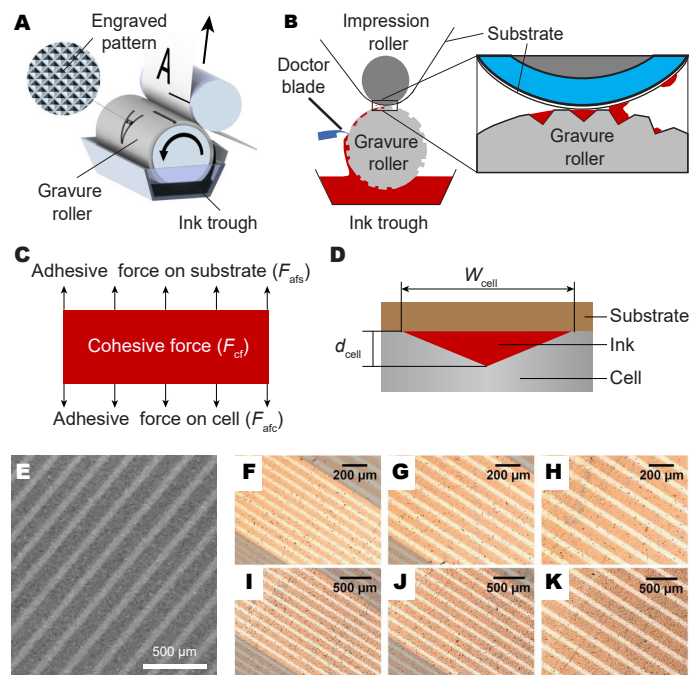 A
Engraved
pattern
A
Gravure
roller
Ink trough
B
Impression
roller
Substrate
Doctor
blade
Gravure
roller
Ink trough
Gravure
roller
C
Adhesive force on substrate (Fafs)
Cohesive force (Fcf)
Adhesive force on cell (Fafc)
D
Wcell
dcell
Substrate
Ink
Cell
E
500 µm
F
200 µm
G
200 µm
H
200 µm
I
500 µm
J
500 µm
K
500 µm